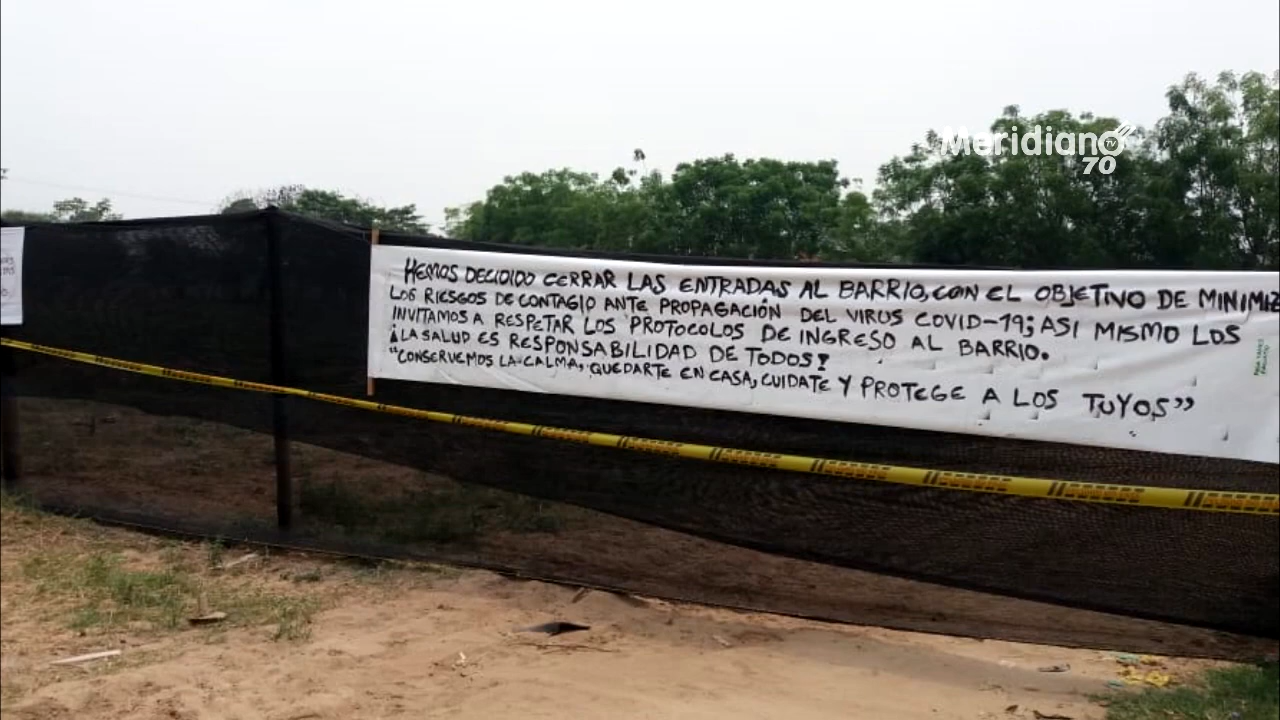 Meridiano
TV
70
HEMOS DECIDIDO CERRAR LAS ENTRADAS AL BARRIO, CON EL OBJETIVO DE MINIMIZ
LOS RIESGOS DE CONTAGIO ANTE PROPAGACIÓN DEL VIRUS COVID-19; ASI MISMO LOS
INVITAMOS A RESPETAR LOS PROTOCOLOS DE INGRESO AL BARRIO.
¡LA SALUD ES RESPONSABILIDAD DE TODOS!
"CONSERVEMOS LA CALMA, QUEDARTE EN CASA, CUIDATE Y PROTEGE A LOS TUYOS"